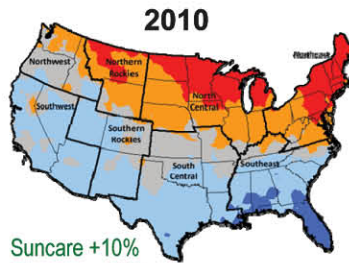 2010
Northeast
Northwest
Northern
Rockies
North
Central
Southwest
Southern
Rockies
South
Central
Southeast
Suncare +10%